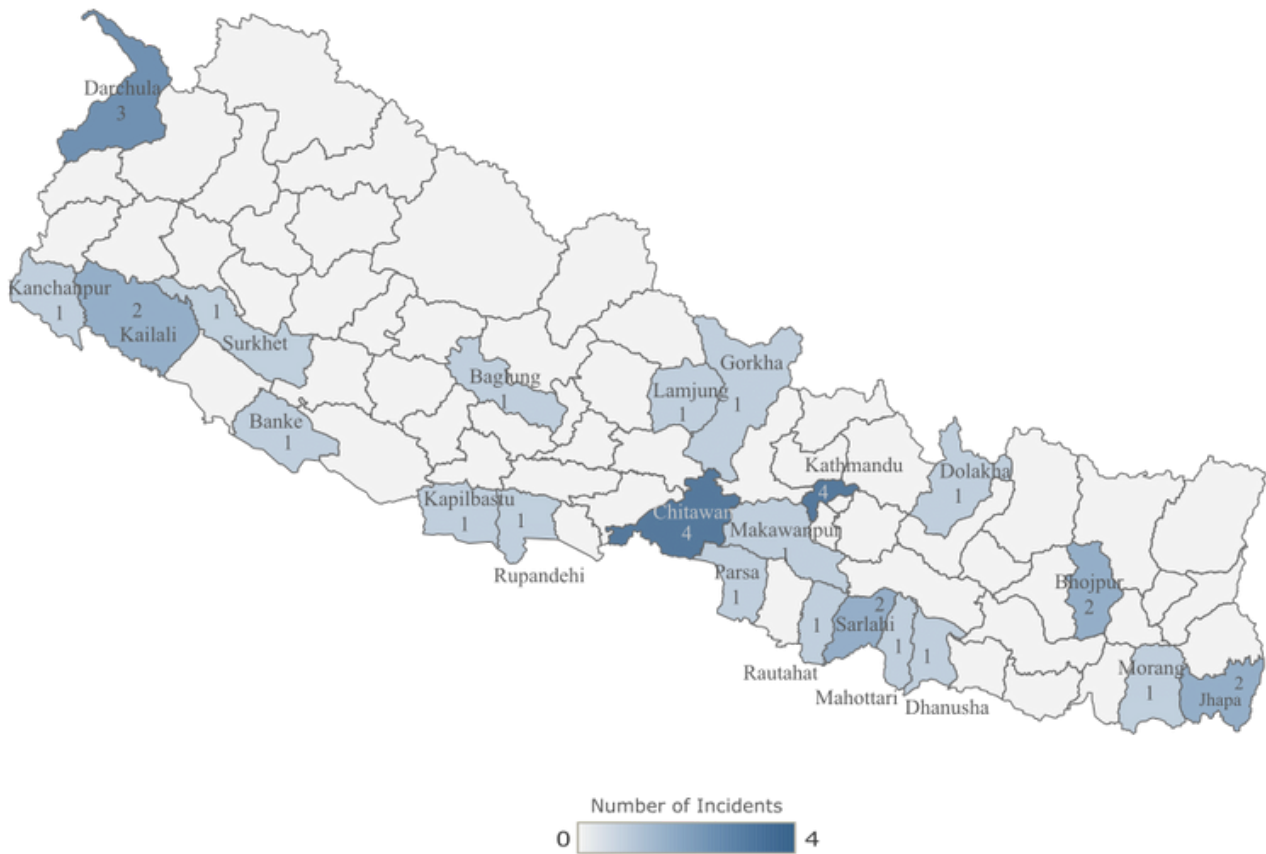 Darchula
3
Kanchanpur
1
2
Kailali
1
Surkhet
Banke
1
Baglung
1
Lamjung
1
Gorkha
1
Kapilbastu
1
1
Rupandehi
Chitawan
4
Kathmandu
4
Makawanpur
1
Parsa
1
Dolakha
1
1
Rautahat
2
Sarlahi
1
Mahottari
1
Dhanusha
Bhojpur
2
Morang
1
2
Jhapa
Number of Incidents
0 4